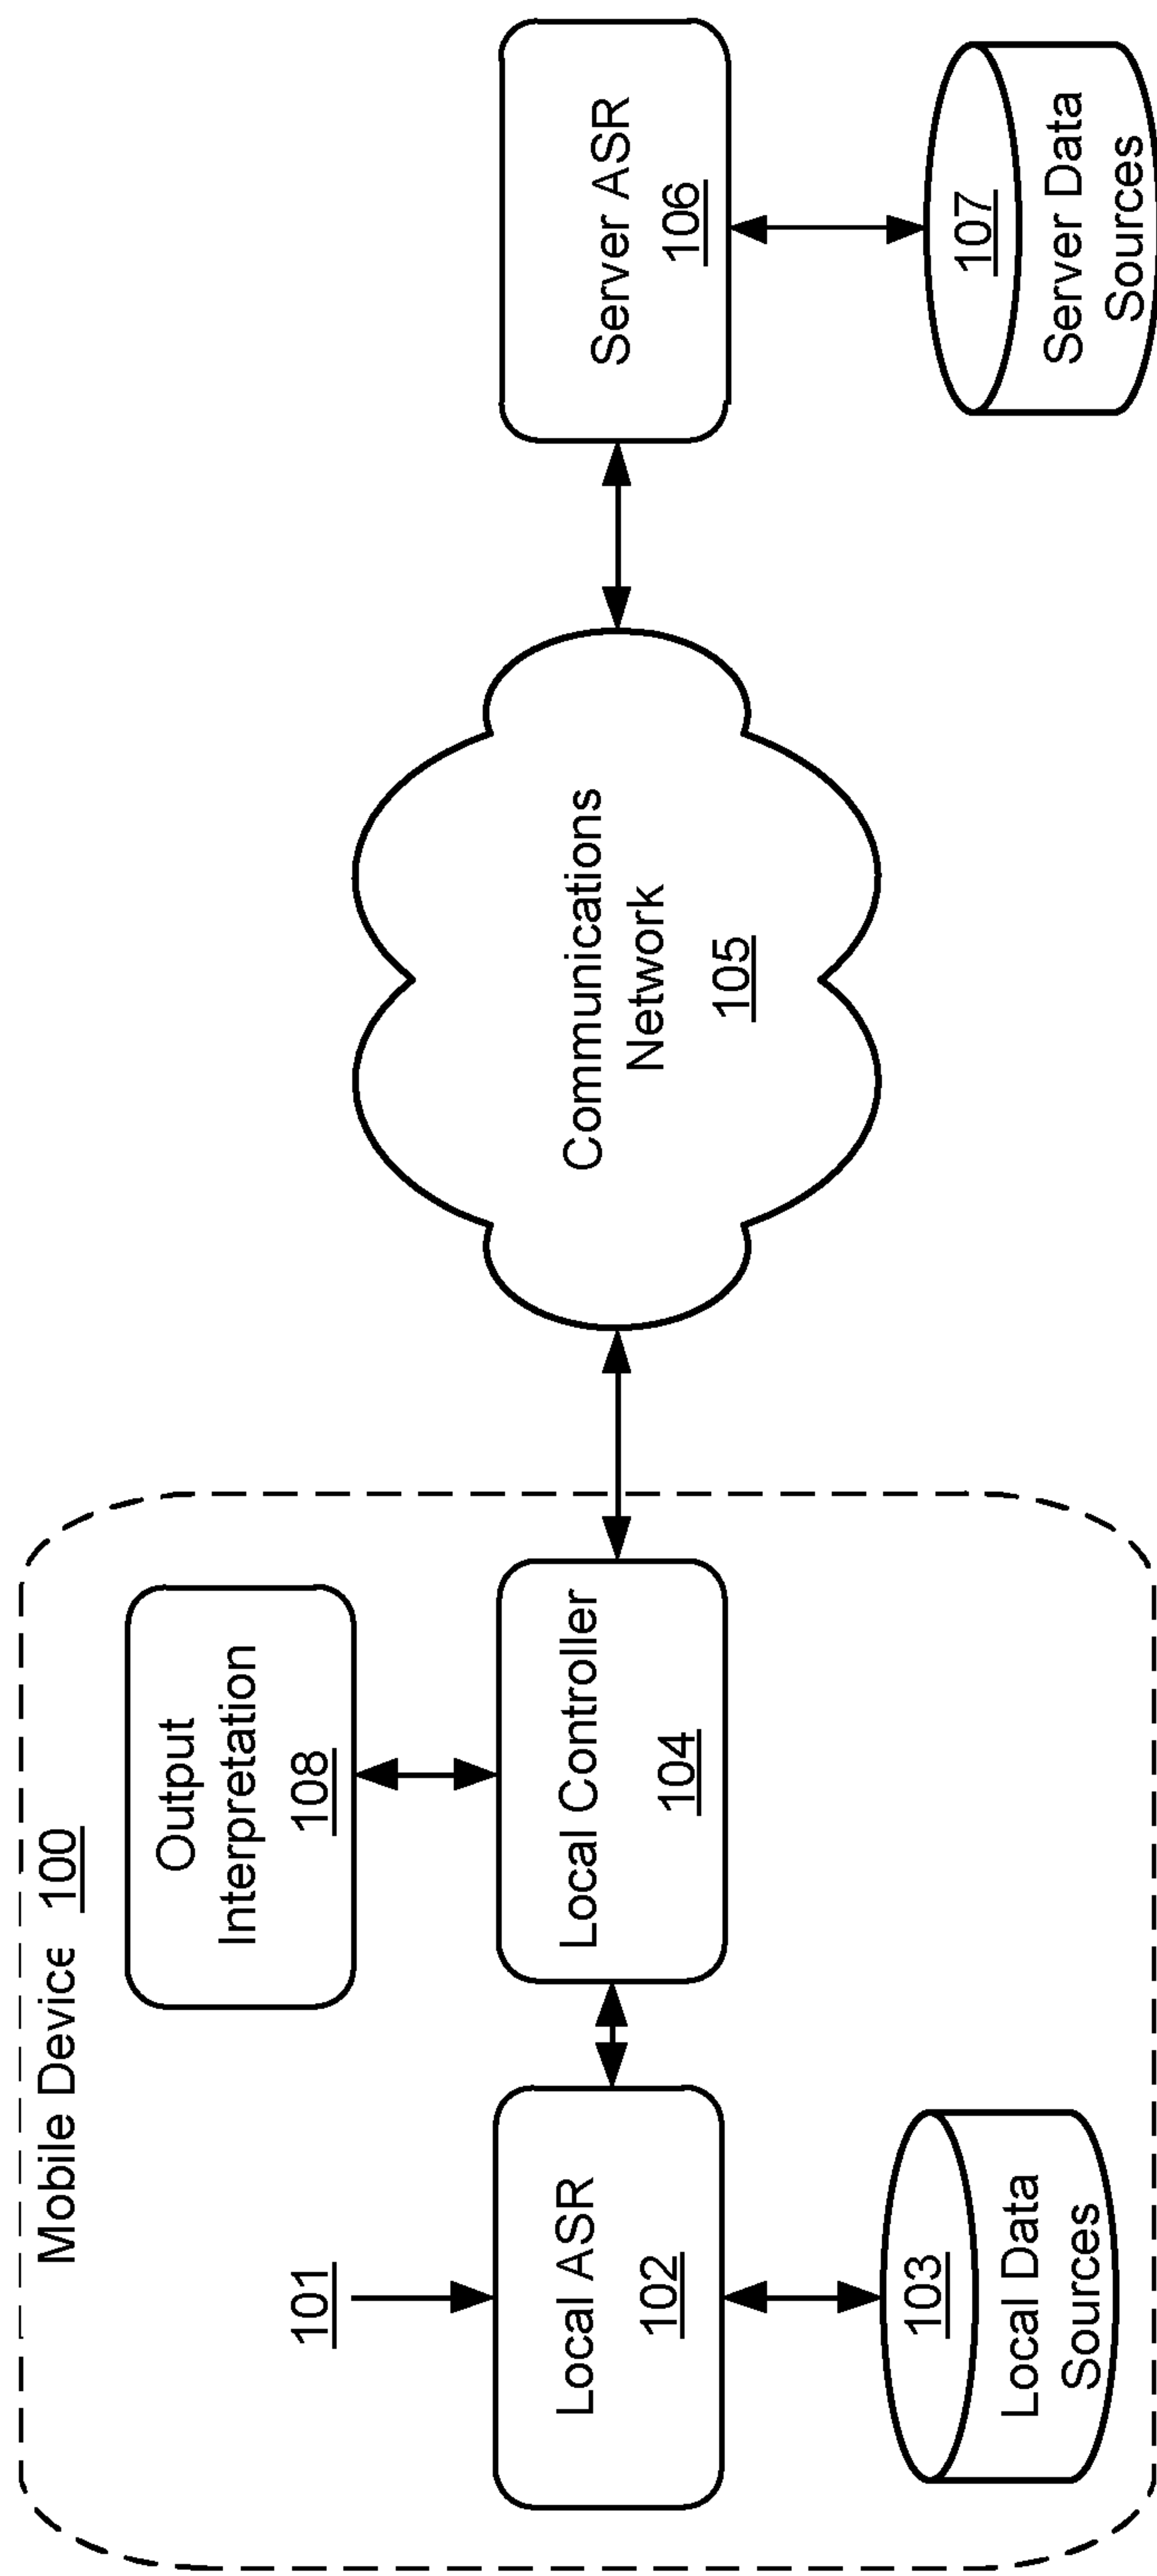 Mobile Device 100
Output
Interpretation
108
101
Local ASR
102
Local Controller
104
103
Local Data
Sources
Communications
Network
105
Server ASR
106
107
Server Data
Sources